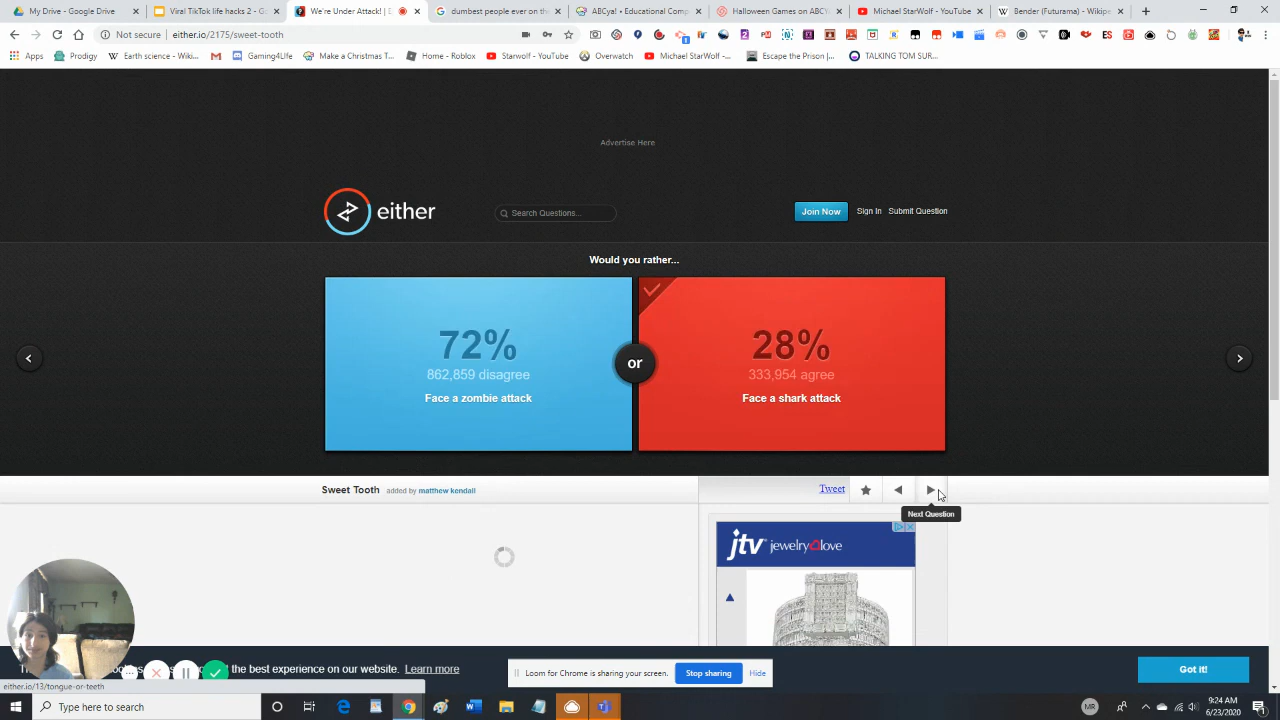 My Drive - Google Drive
Viral TikTok life hacks 2 - Goo
We're Under Attack! | E
dumbest people ever on the
ABCya! • Educational Comp
Halloween Games on ABCY
Michael StarWolf - YouTube
Bender (Futurama) - Wikipe
Not secure | either.io/2175/sweet-tooth
Apps
Prodigy
Earth science - Wiki...
Gaming4Life
Make a Christmas T...
Home - Roblox
Starwolf - YouTube
Overwatch
Michael StarWolf -...
Escape the Prison |...
TALKING TOM SUR...
Advertise Here
either
Search Questions...
Join Now
Sign In
Submit Question
Would you rather...
72%
862,859 disagree
Face a zombie attack
or
28%
333,954 agree
Face a shark attack
Sweet Tooth added by matthew kendall
Tweet
Next Question
jtv jewelry love
the best experience on our website. Learn more
Loom for Chrome is sharing your screen.
Stop sharing
Hide
Got it!
either.io/13/tongue-or-teeth
Type here to search
MR
9:24 AM
6/23/2020